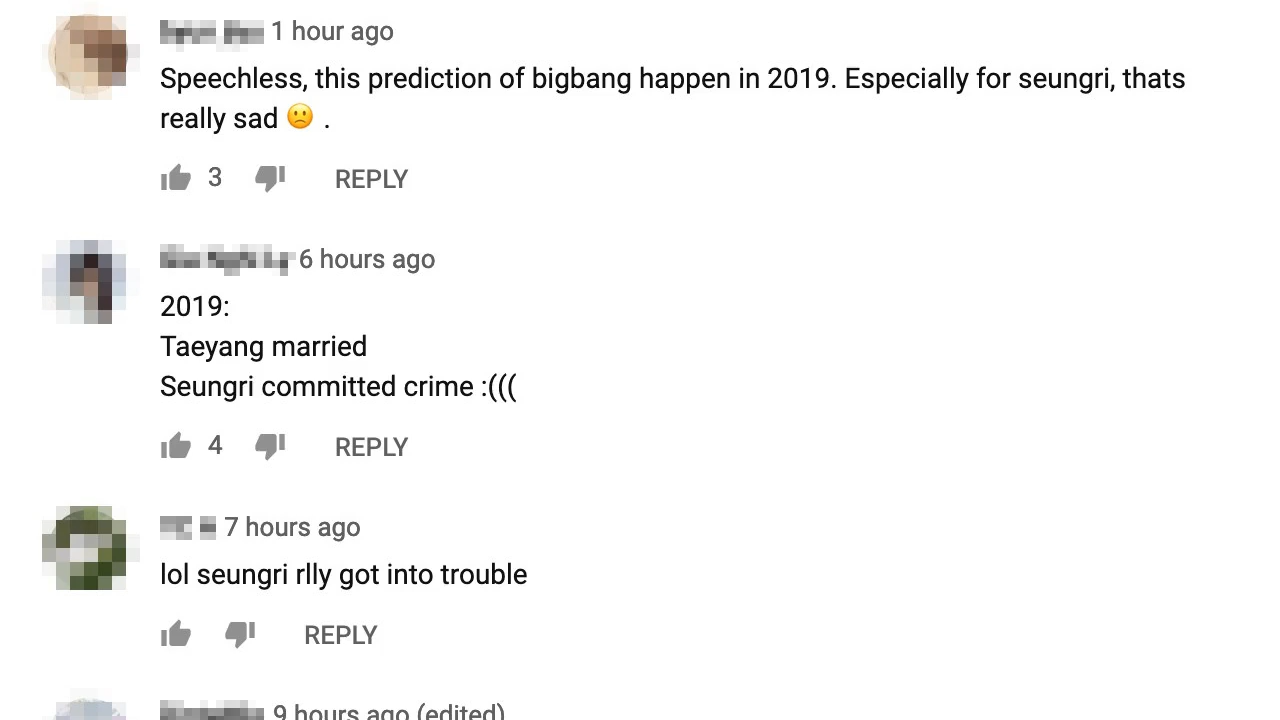 1 hour ago
Speechless, this prediction of bigbang happen in 2019. Especially for seungri, thats
really sad 🙁 .
3 REPLY
6 hours ago
2019:
Taeyang married
Seungri committed crime :(((
4 REPLY
7 hours ago
lol seungri rlly got into trouble
REPLY
9 hours ago (edited)